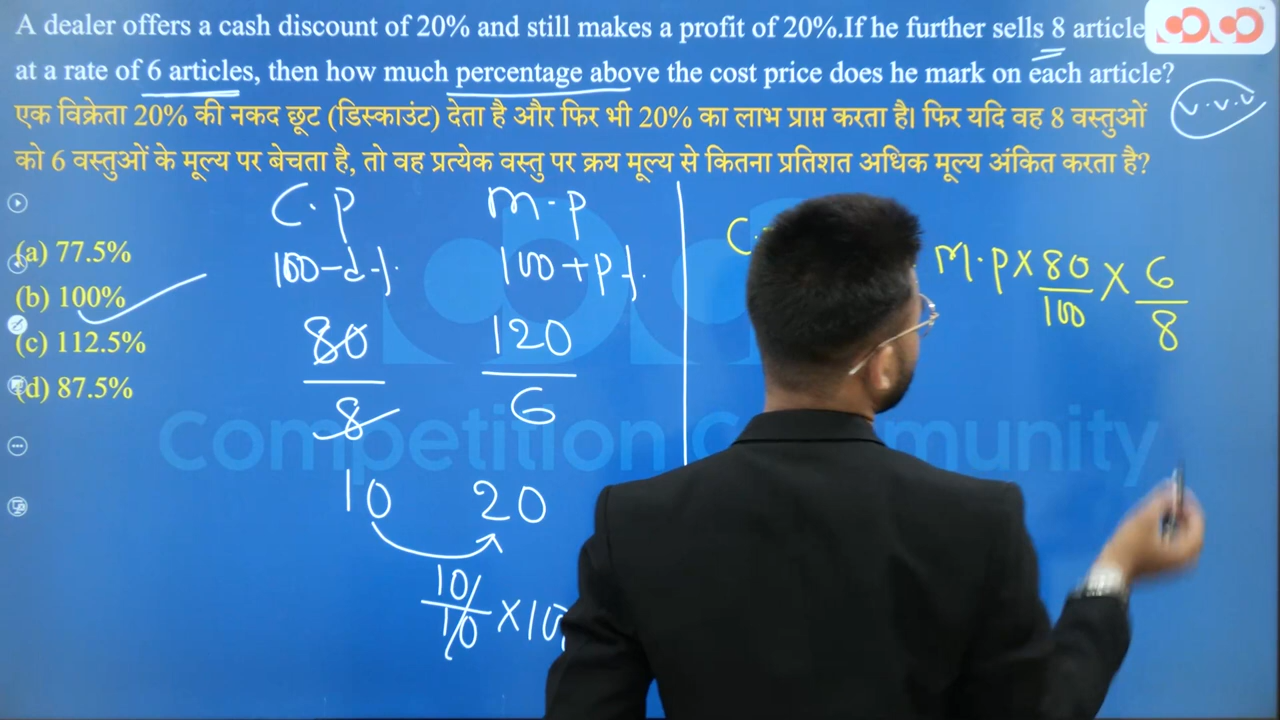 A dealer offers a cash discount of 20% and still makes a profit of 20%.If he further sells 8 article
at a rate of 6 articles, then how much percentage above the cost price does he mark on each article?
एक विक्रेता 20% की नकद छूट (डिस्काउंट) देता है और फिर भी 20% का लाभ प्राप्त करता है। फिर यदि वह 8 वस्तुओं
को 6 वस्तुओं के मूल्य पर बेचता है, तो वह प्रत्येक वस्तु पर क्रय मूल्य से कितना प्रतिशत अधिक मूल्य अंकित करता है?
v.v.v
(a) 77.5%
(b) 100%
(c) 112.5%
(d) 87.5%
C.P M.P
100-d% 100+P%
80 120
8 6
10 20
10/10 × 10
M.P × 80/100 × 6/8
Competition Community